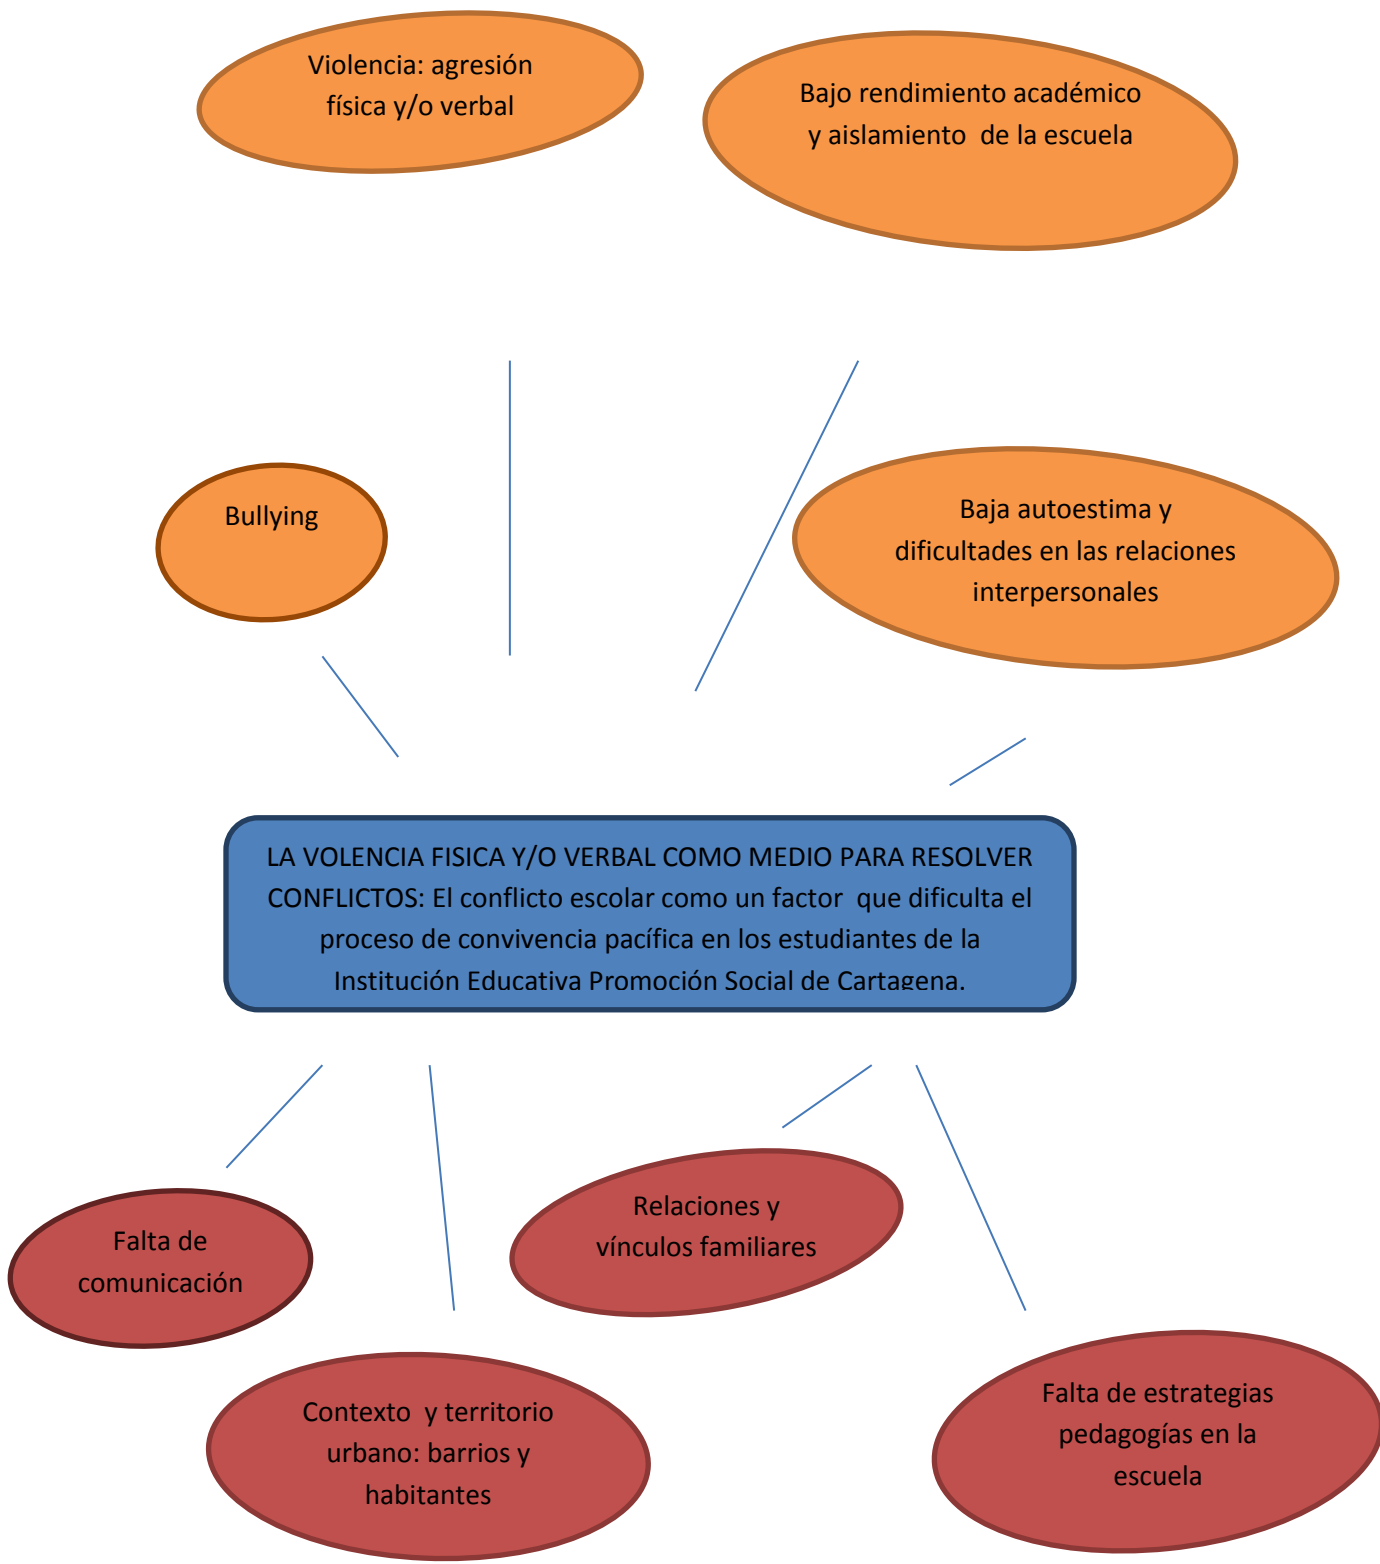 Violencia: agresión
física y/o verbal
Bajo rendimiento académico
y aislamiento  de la escuela
Bullying
Baja autoestima y
dificultades en las relaciones
interpersonales
LA VOLENCIA FISICA Y/O VERBAL COMO MEDIO PARA RESOLVER
CONFLICTOS: El conflicto escolar como un factor  que dificulta el
proceso de convivencia pacífica en los estudiantes de la
Institución Educativa Promoción Social de Cartagena.
Relaciones y
vínculos familiares
Falta de
comunicación
Contexto  y territorio
urbano: barrios y
habitantes
Falta de estrategias
pedagogías en la
escuela